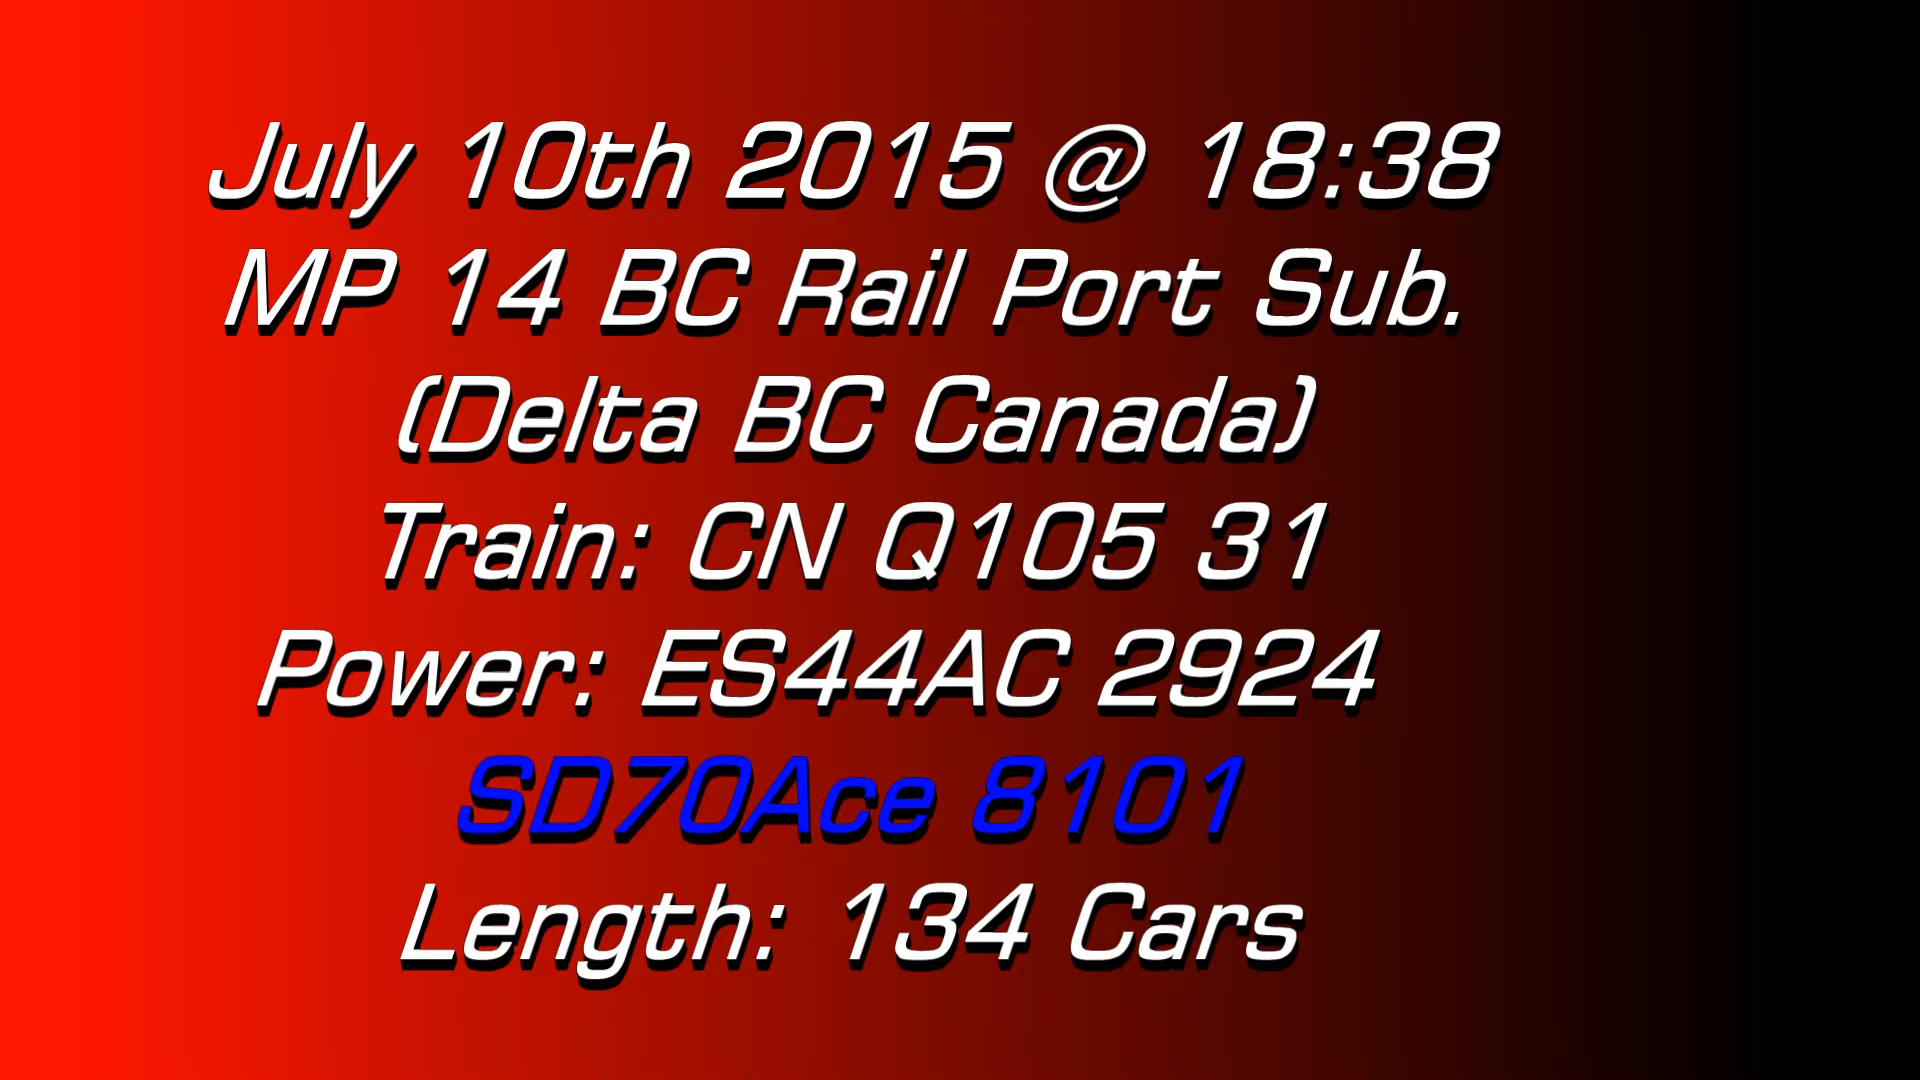 July 10th 2015 @ 18:38
MP 14 BC Rail Port Sub.
(Delta BC Canada)
Train: CN Q105 31
Power: ES44AC 2924
SD70Ace 8101
Length: 134 Cars